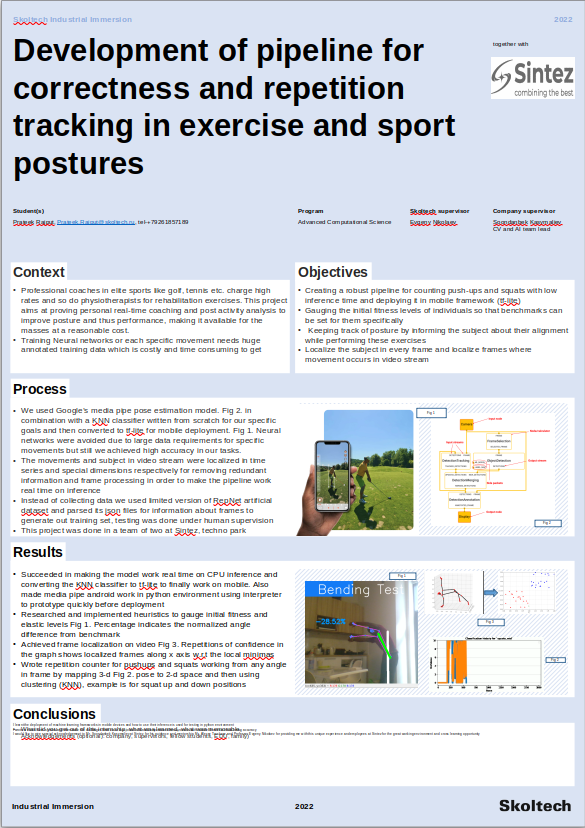 Skoltech Industrial Immersion
2022
Development of pipeline for
correctness and repetition
tracking in exercise and sport
postures
together with
Sintez
combining the best
Student(s)
Prateek Rajput, Prateek.Rajput@skoltech.ru, tel-+79261857189
Program
Advanced Computational Science
Skoltech supervisor
Evgeny Nikolaev
Company supervisor
CV and AI team lead
Context
• Professional coaches in elite sports like golf, tennis etc. charge high
rates and so do physiotherapists for rehabilitation exercises. This project
aims at proving personal real-time coaching and post activity analysis to
improve posture and thus performance, making it available for the
masses at a reasonable cost.
• Training Neural networks or each specific movement needs huge
annotated training data which is costly and time consuming to get
Objectives
• Creating a robust pipeline for counting push-ups and squats with low
inference time and deploying it in mobile framework (tf-lite)
• Gauging the initial fitness levels of individuals so that benchmarks can
be set for them specifically
• Keeping track of posture by informing the subject about their alignment
while performing these exercises
• Localize the subject in every frame and localize frames where
movement occurs in video stream
Process
• We used Google's media pipe pose estimation model. Fig 2. in
combination with a KNN classifier written from scratch for our specific
goals and then converted to tf-lite for mobile deployment. Fig 1. Neural
networks were avoided due to large data requirements for specific
movements but still we achieved high accuracy in our tasks.
• The movements and subject in video stream were localized in time
series and special dimensions respectively for removing redundant
information and frame processing in order to make the pipeline work
real time on inference
• Instead of collecting data we used limited version of RepNet artificial
dataset and parsed its json files for information about frames to
generate out training set, testing was done under human supervision
• This project was done in a team of two at Sintez, techno park
Fig 1
Fig 2
Results
• Succeeded in making the model work real time on CPU inference and
converting the KNN classifier to tf-lite to finally work on mobile. Also
made media pipe android work in python environment using interpreter
to prototype quickly before deployment
• Researched and implemented heuristics to gauge initial fitness and
elastic levels Fig 1. Percentage indicates the normalized angle
difference from benchmark
• Achieved frame localization on video Fig 3. Repetitions of confidence in
the graph shows localized frames along x axis w.r.t the local minimas
• Wrote repetition counter for pushups and squats working from any angle
in frame by mapping 3-d Fig 2. pose to 2-d space and then using
clustering (KNN), example is for squat up and down positions
Bending Test
Fig 1
Conclusions
Industrial Immersion
2022
Skoltech